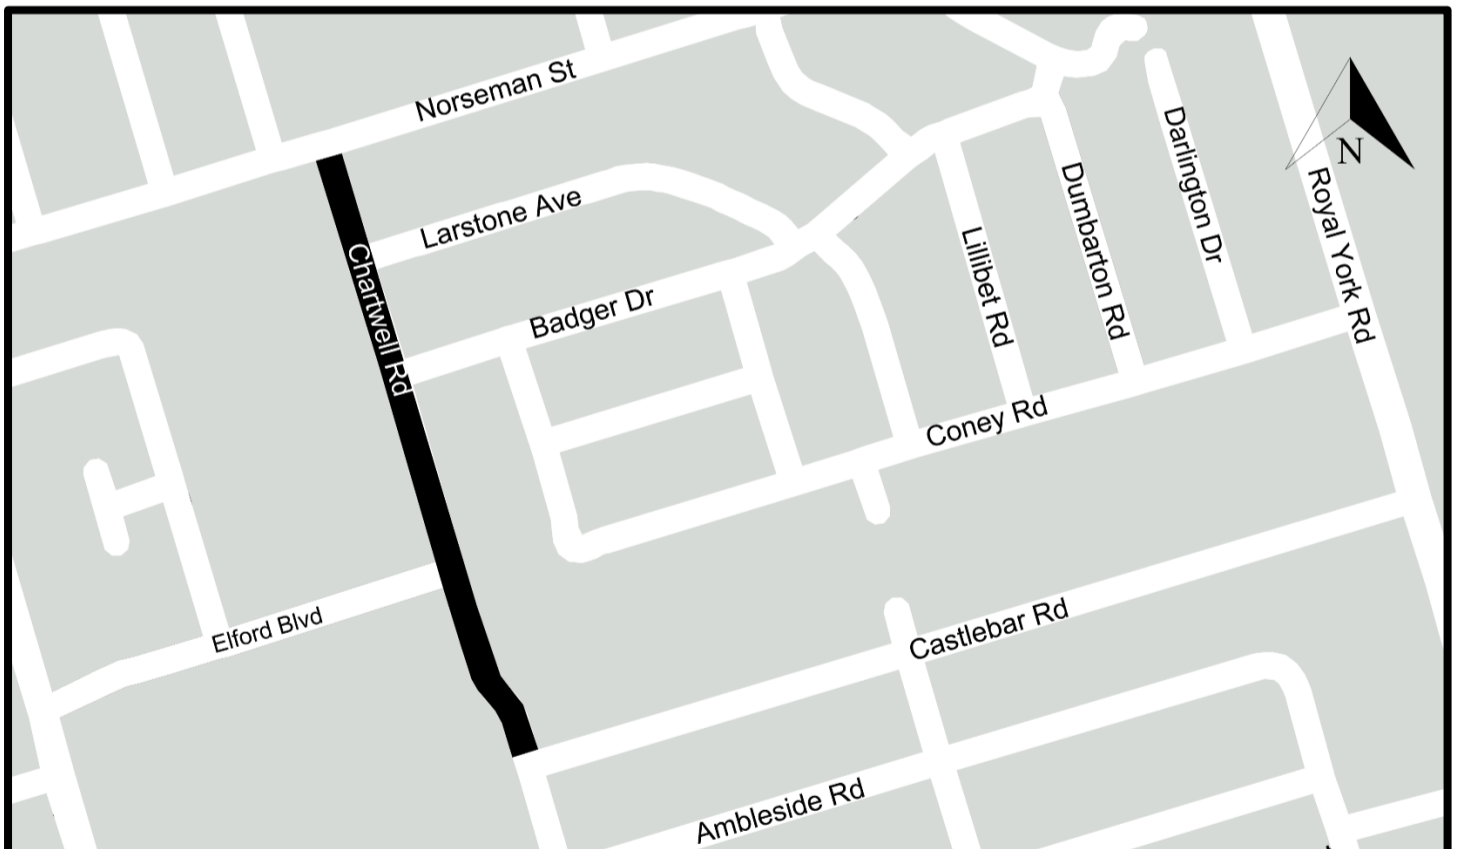 Norseman St
Darlington Dr
N
Dumbarton Rd
Royal York Rd
Larstone Ave
Lillibet Rd
Chartwell Rd
Badger Dr
Coney Rd
Elford Blvd
Castlebar Rd
Ambleside Rd